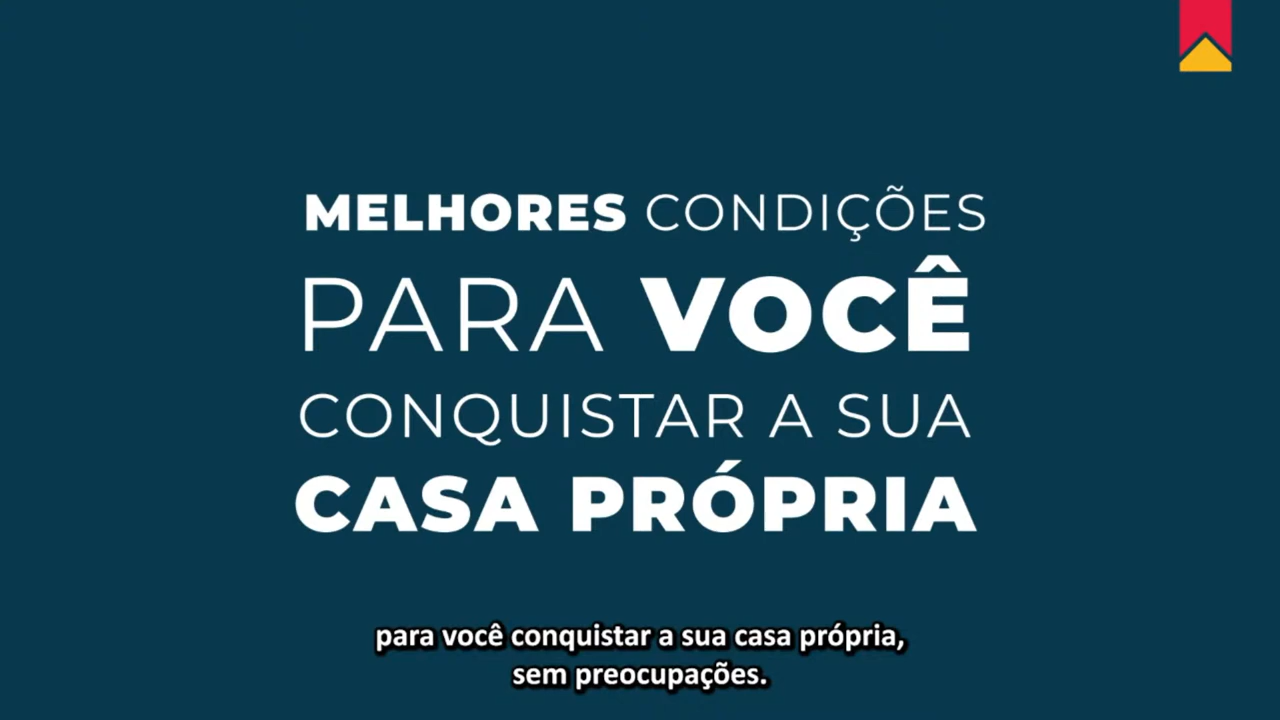 MELHORES CONDIÇÕES
PARA VOCÊ
CONQUISTAR A SUA
CASA PRÓPRIA
para você conquistar a sua casa própria,
sem preocupações.